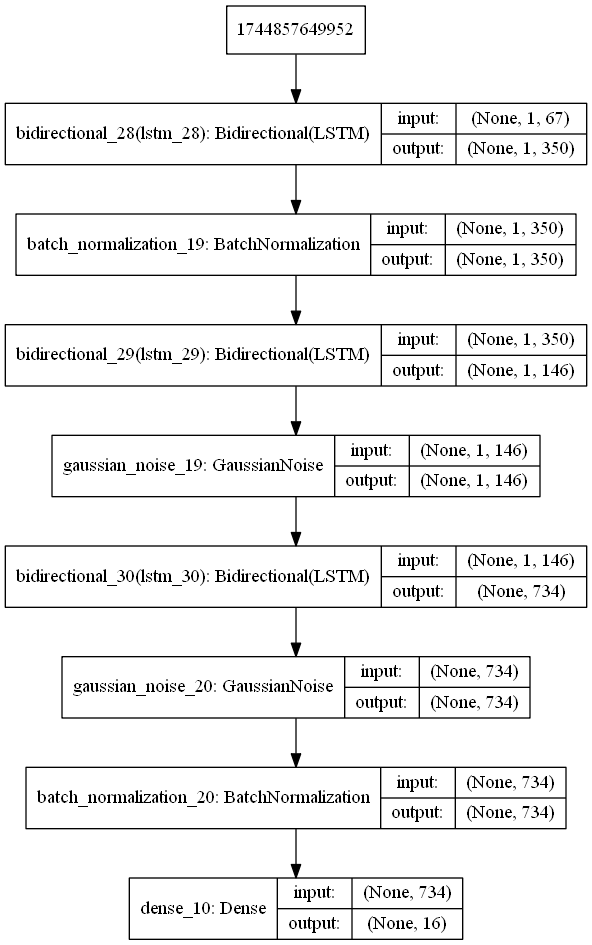 1744857649952
bidirectional_28(lstm_28): Bidirectional(LSTM)
input: (None, 1, 67)
output: (None, 1, 350)
batch_normalization_19: BatchNormalization
input: (None, 1, 350)
output: (None, 1, 350)
bidirectional_29(lstm_29): Bidirectional(LSTM)
input: (None, 1, 350)
output: (None, 1, 146)
gaussian_noise_19: GaussianNoise
input: (None, 1, 146)
output: (None, 1, 146)
bidirectional_30(lstm_30): Bidirectional(LSTM)
input: (None, 1, 146)
output: (None, 734)
gaussian_noise_20: GaussianNoise
input: (None, 734)
output: (None, 734)
batch_normalization_20: BatchNormalization
input: (None, 734)
output: (None, 734)
dense_10: Dense
input: (None, 734)
output: (None, 16)